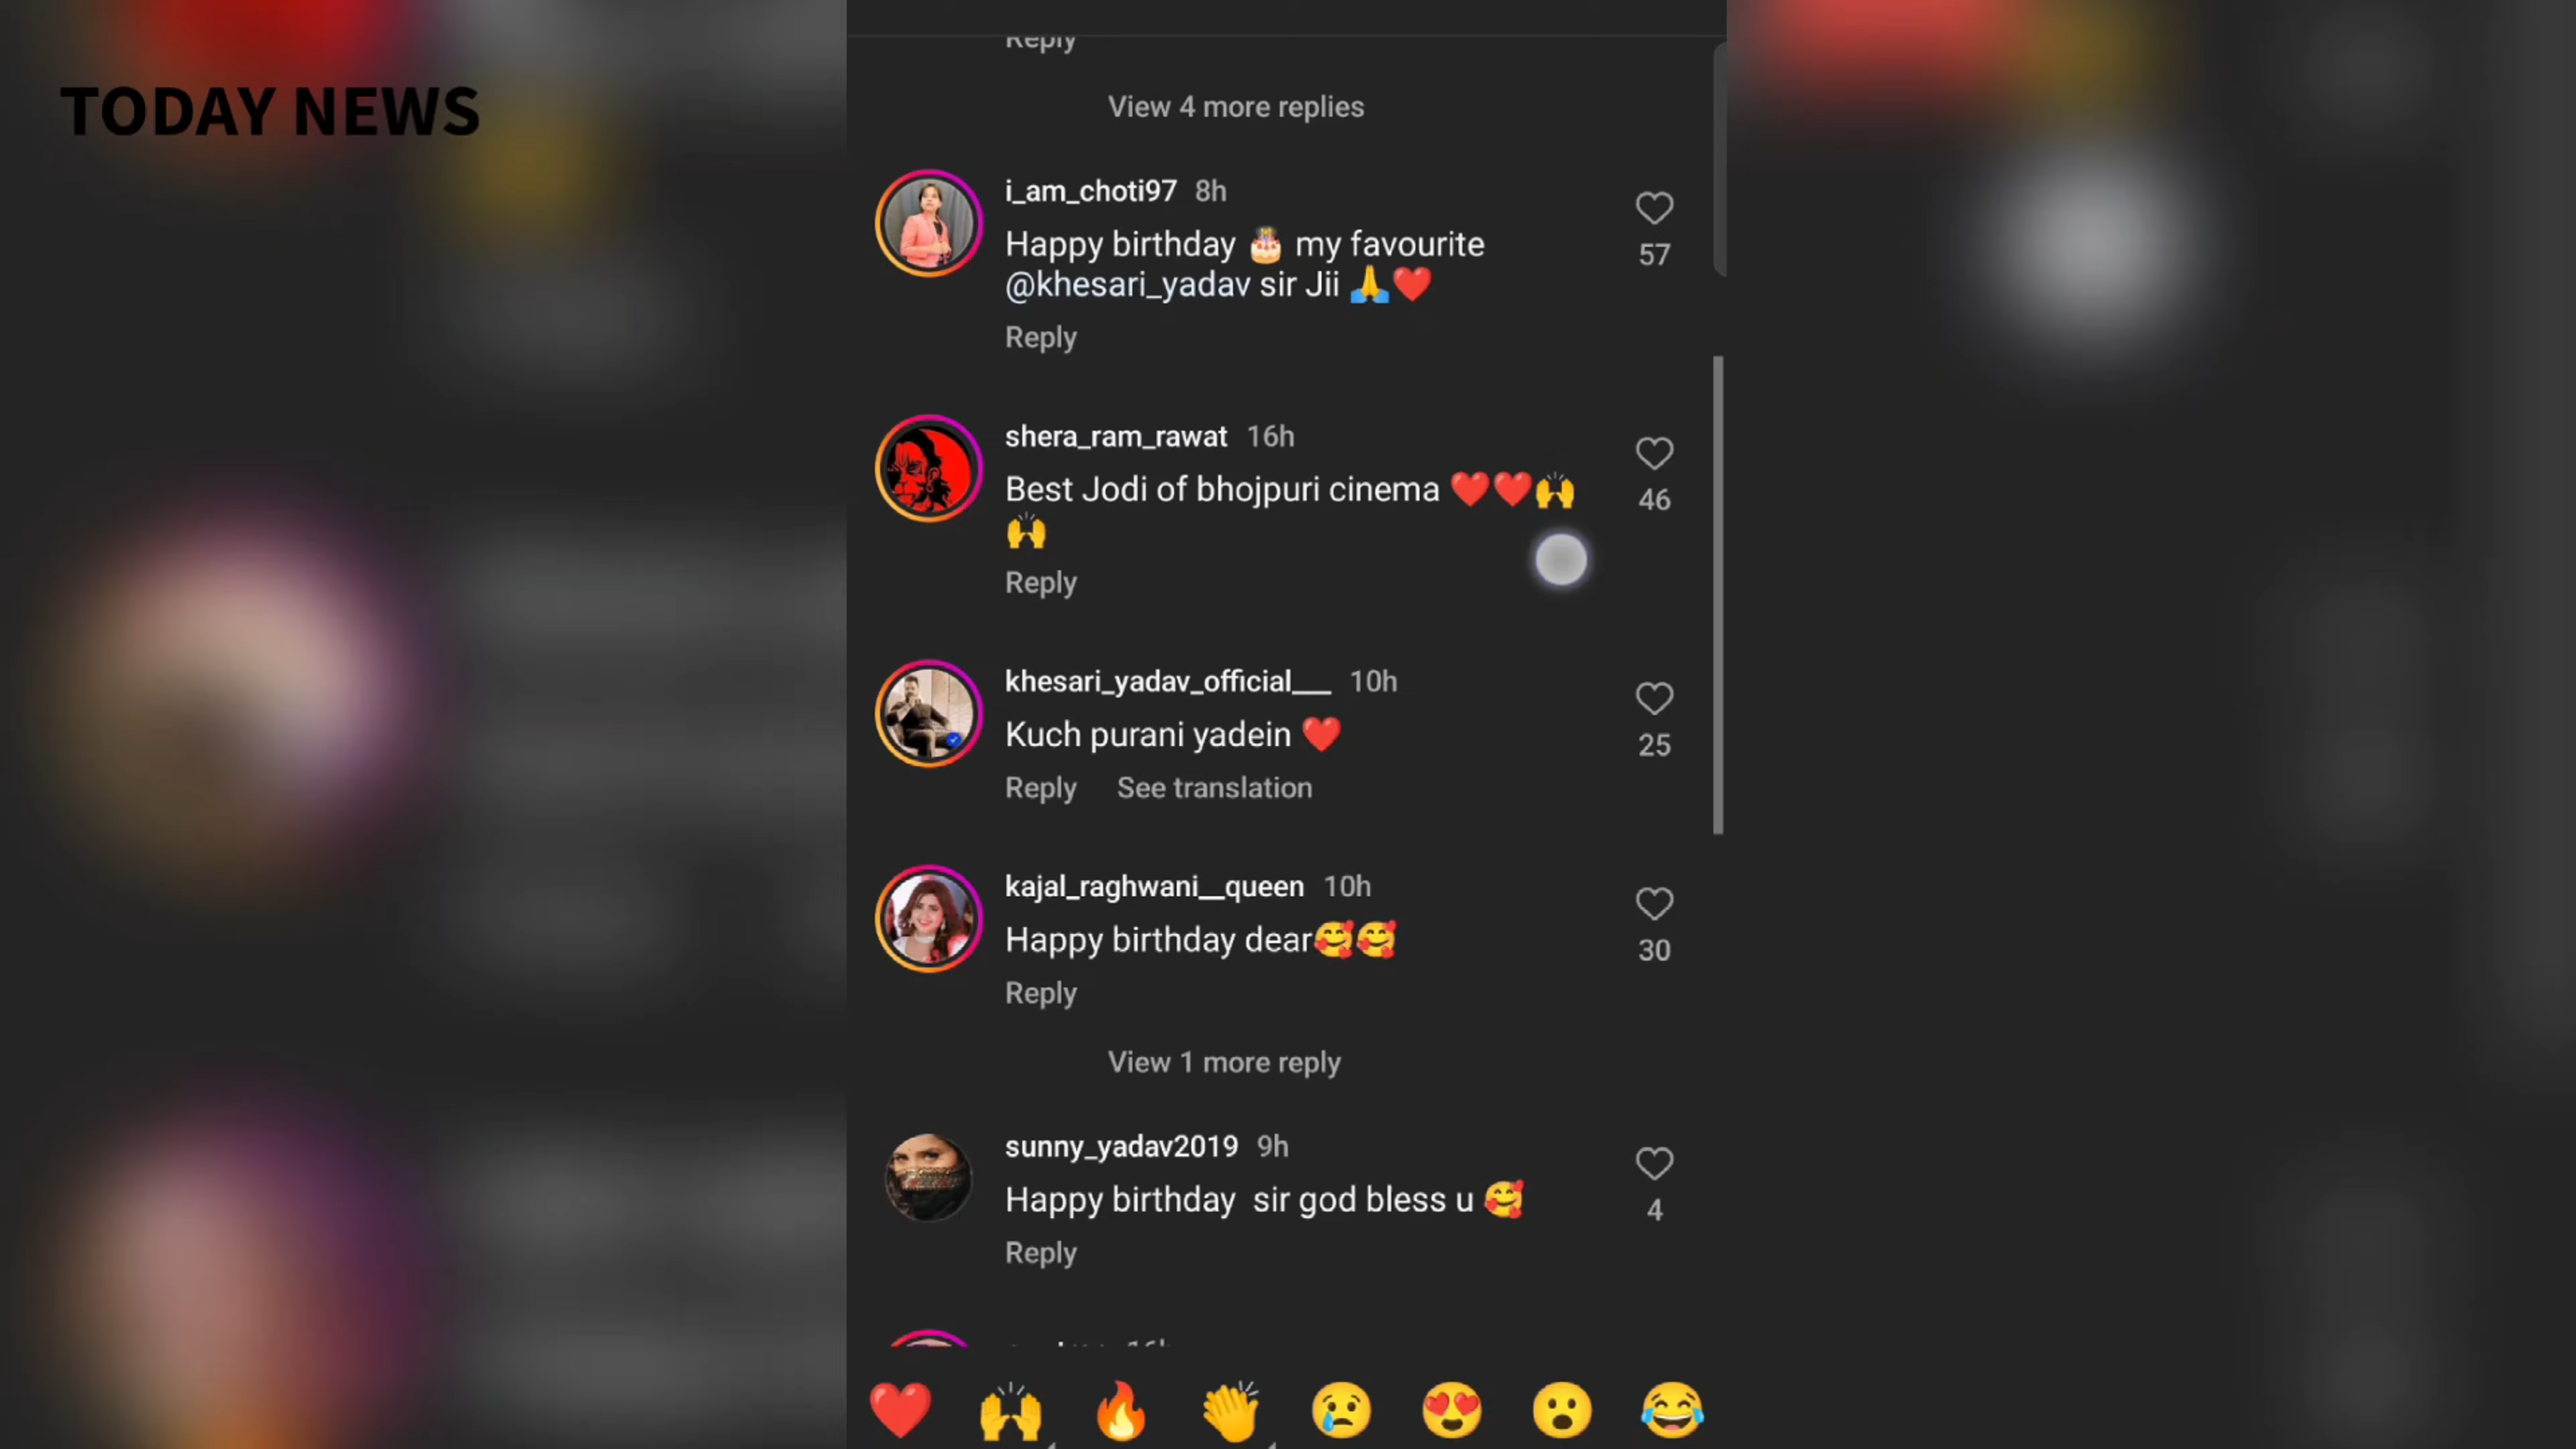 TODAY NEWS
Reply
View 4 more replies
i_am_choti97 8h
Happy birthday 🎂 my favourite
@khesari_yadav sir Jii 🙏❤️
57
Reply
shera_ram_rawat 16h
Best Jodi of bhojpuri cinema ❤️❤️🙌
🙌
46
Reply
khesari_yadav_official___ 10h
Kuch purani yadein ❤️
25
Reply See translation
kajal_raghwani__queen 10h
Happy birthday dear🥰🥰
30
Reply
View 1 more reply
sunny_yadav2019 9h
Happy birthday  sir god bless u 🥰
4
Reply
❤️ 🙌 🔥 👏 😢 😍 😮 😂